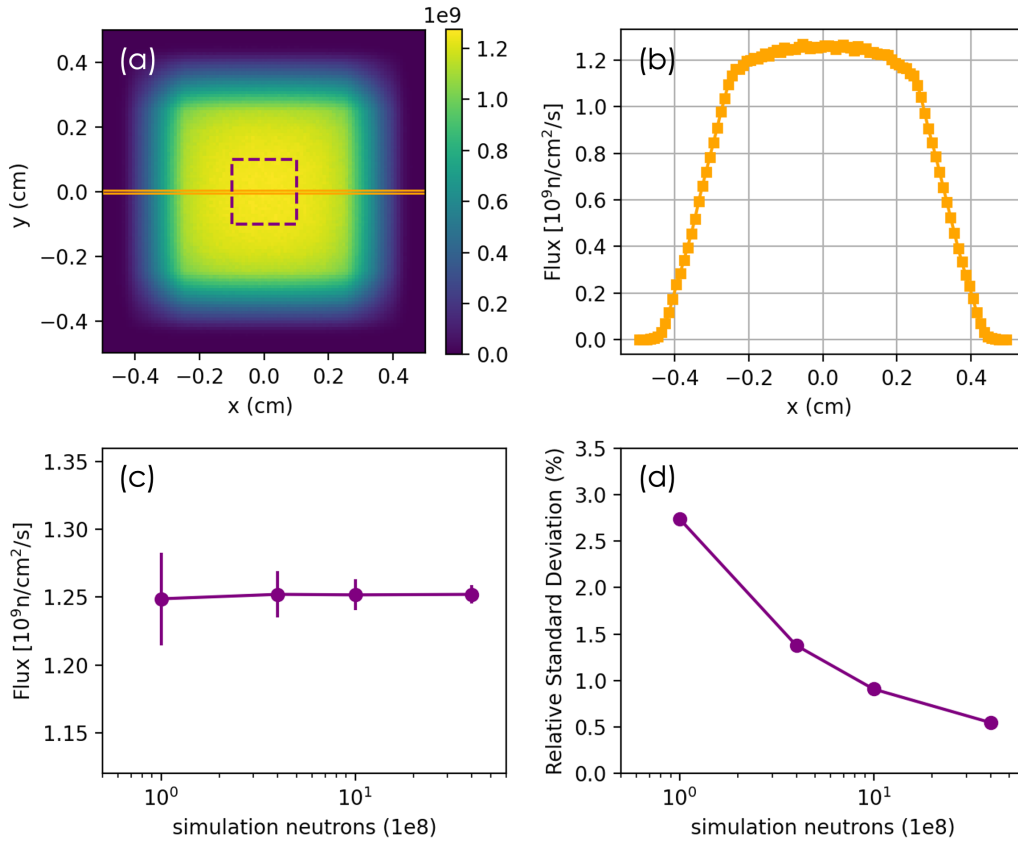 (a)
1e9
0.4
0.2
0.0
−0.2
−0.4
y (cm)
−0.4 −0.2 0.0 0.2 0.4
x (cm)
1.2
1.0
0.8
0.6
0.4
0.2
0.0
(b)
1.2
1.0
0.8
0.6
0.4
0.2
0.0
Flux [10⁹n/cm²/s]
−0.4 −0.2 0.0 0.2 0.4
x (cm)
(c)
1.35
1.30
1.25
1.20
1.15
Flux [10⁹n/cm²/s]
10⁰ 10¹
simulation neutrons (1e8)
(d)
3.5
3.0
2.5
2.0
1.5
1.0
0.5
0.0
Relative Standard Deviation (%)
10⁰ 10¹
simulation neutrons (1e8)